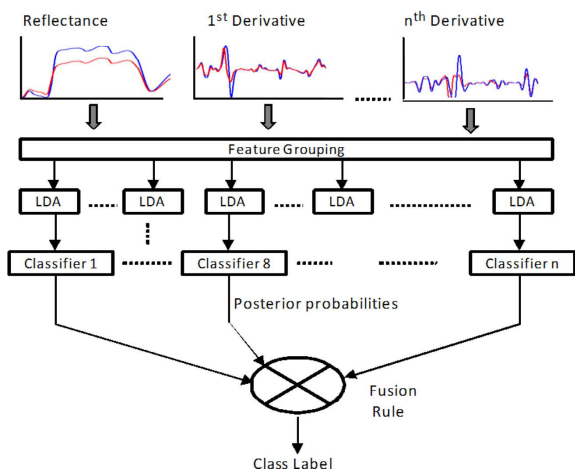 Reflectance
1st Derivative
nth Derivative
Feature Grouping
LDA
LDA
LDA
LDA
LDA
Classifier 1
Classifier 8
Classifier n
Posterior probabilities
Fusion
Rule
Class Label